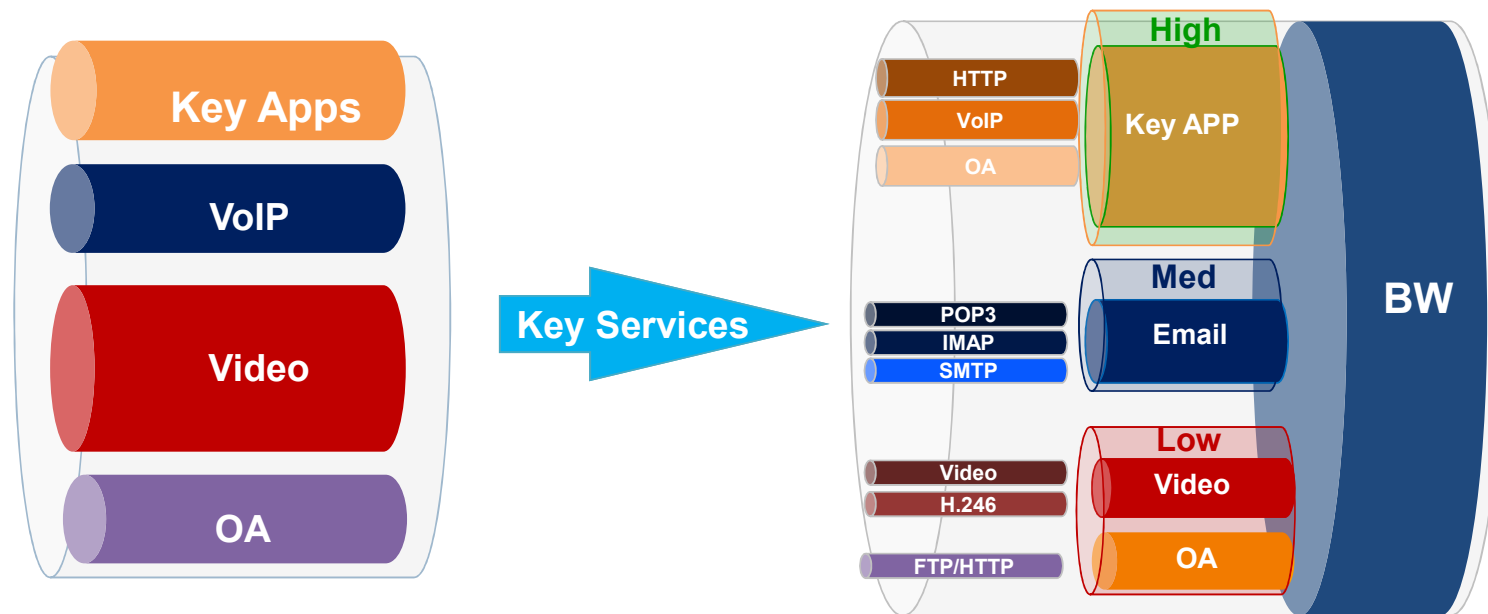 Key Apps
VoIP
Video
OA
Key Services
High
HTTP
VoIP
OA
Key APP
Med
POP3
IMAP
SMTP
Email
Low
Video
H.246
FTP/HTTP
Video
OA
BW